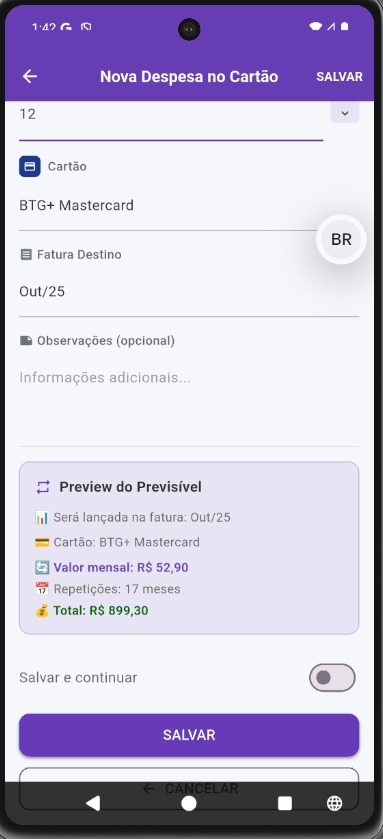 1:42
Nova Despesa no Cartão
SALVAR
12
Cartão
BTG+ Mastercard
BR
Fatura Destino
Out/25
Observações (opcional)
Informações adicionais...
Preview do Previsível
Será lançada na fatura: Out/25
Cartão: BTG+ Mastercard
Valor mensal: R$ 52,90
Repetições: 17 meses
Total: R$ 899,30
Salvar e continuar
SALVAR
CANCELAR